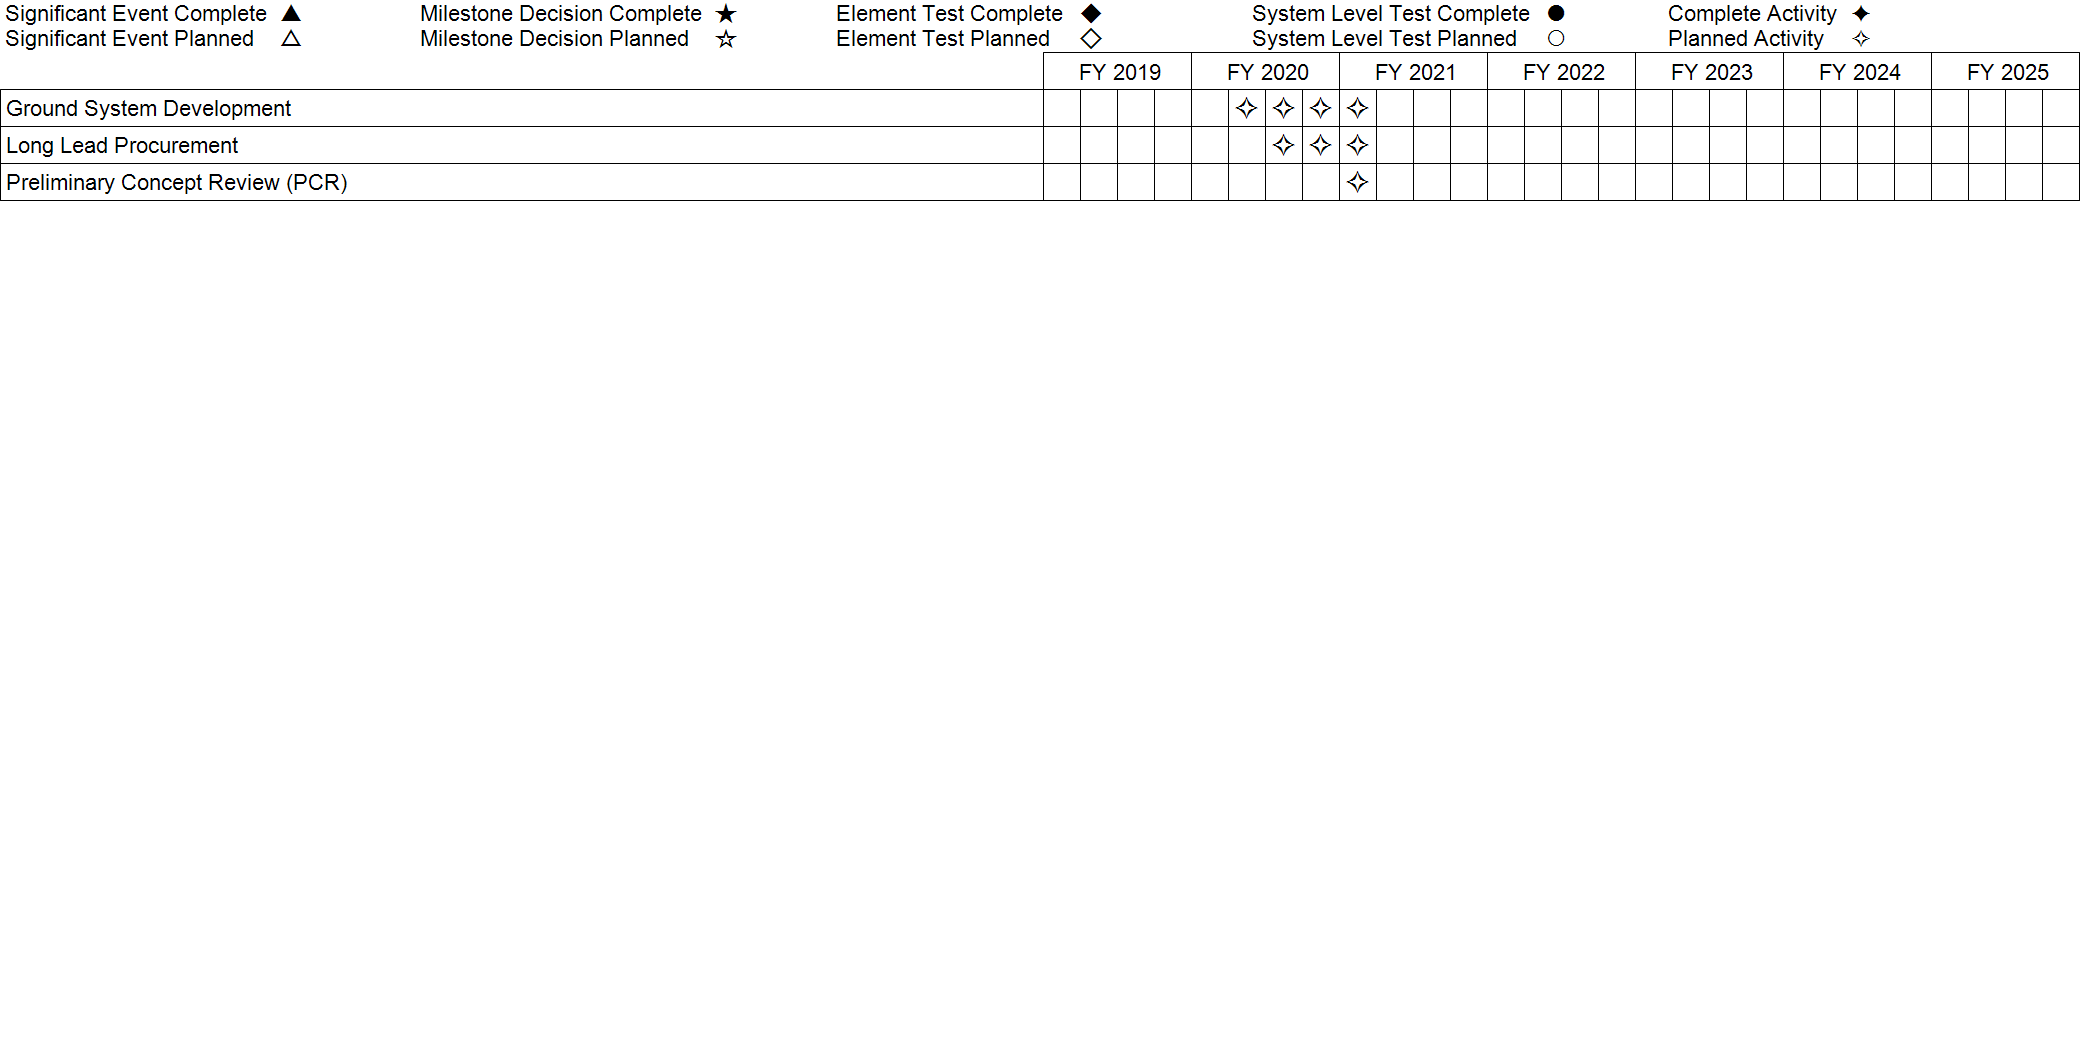 Significant Event Complete ▲ Milestone Decision Complete ★ Element Test Complete ◆ System Level Test Complete ● Complete Activity ✦
Significant Event Planned △ Milestone Decision Planned ☆ Element Test Planned ◇ System Level Test Planned ○ Planned Activity ✧
FY 2019 FY 2020 FY 2021 FY 2022 FY 2023 FY 2024 FY 2025
Ground System Development ✧ ✧ ✧ ✧
Long Lead Procurement ✧ ✧ ✧
Preliminary Concept Review (PCR) ✧